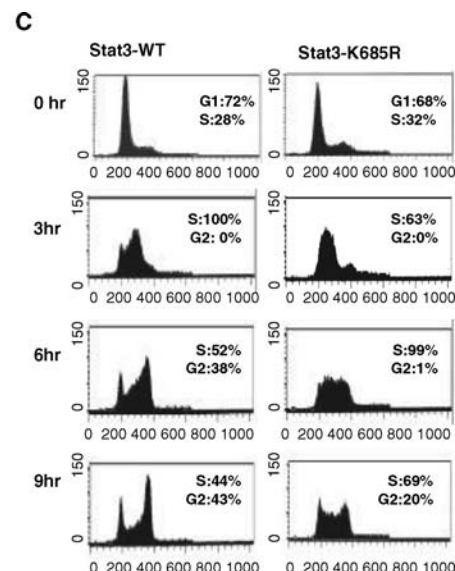 C
Stat3-WT Stat3-K685R
0 hr
150
0
G1:72%
S:28%
0 200 400 600 800 1000
150
0
G1:68%
S:32%
0 200 400 600 800 1000
3hr
150
0
S:100%
G2: 0%
0 200 400 600 800 1000
150
0
S:63%
G2:0%
0 200 400 600 800 1000
6hr
150
0
S:52%
G2:38%
0 200 400 600 800 1000
150
0
S:99%
G2:1%
0 200 400 600 800 1000
9hr
150
0
S:44%
G2:43%
0 200 400 600 800 1000
150
0
S:69%
G2:20%
0 200 400 600 800 1000